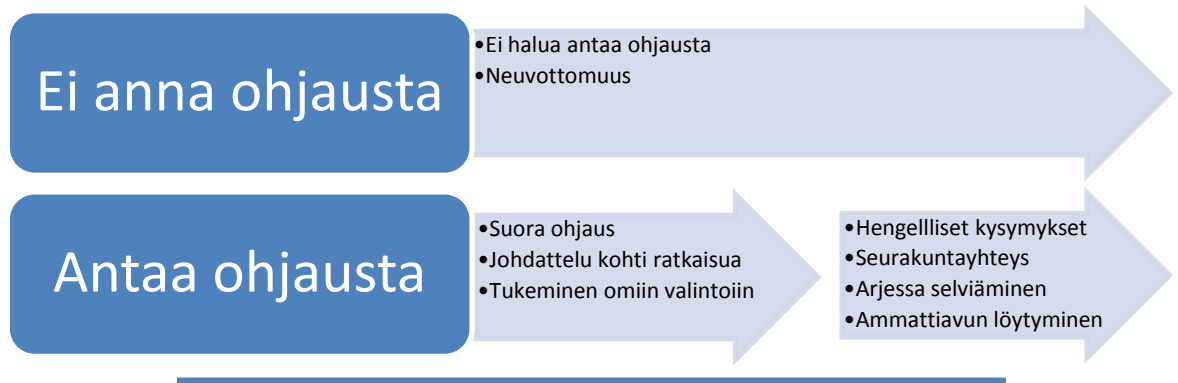 Ei anna ohjausta
•Ei halua antaa ohjausta
•Neuvottomuus
Antaa ohjausta
•Suora ohjaus
•Johdattelu kohti ratkaisua
•Tukeminen omiin valintoiin
•Hengellliset kysymykset
•Seurakuntayhteys
•Arjessa selviäminen
•Ammattiavun löytyminen